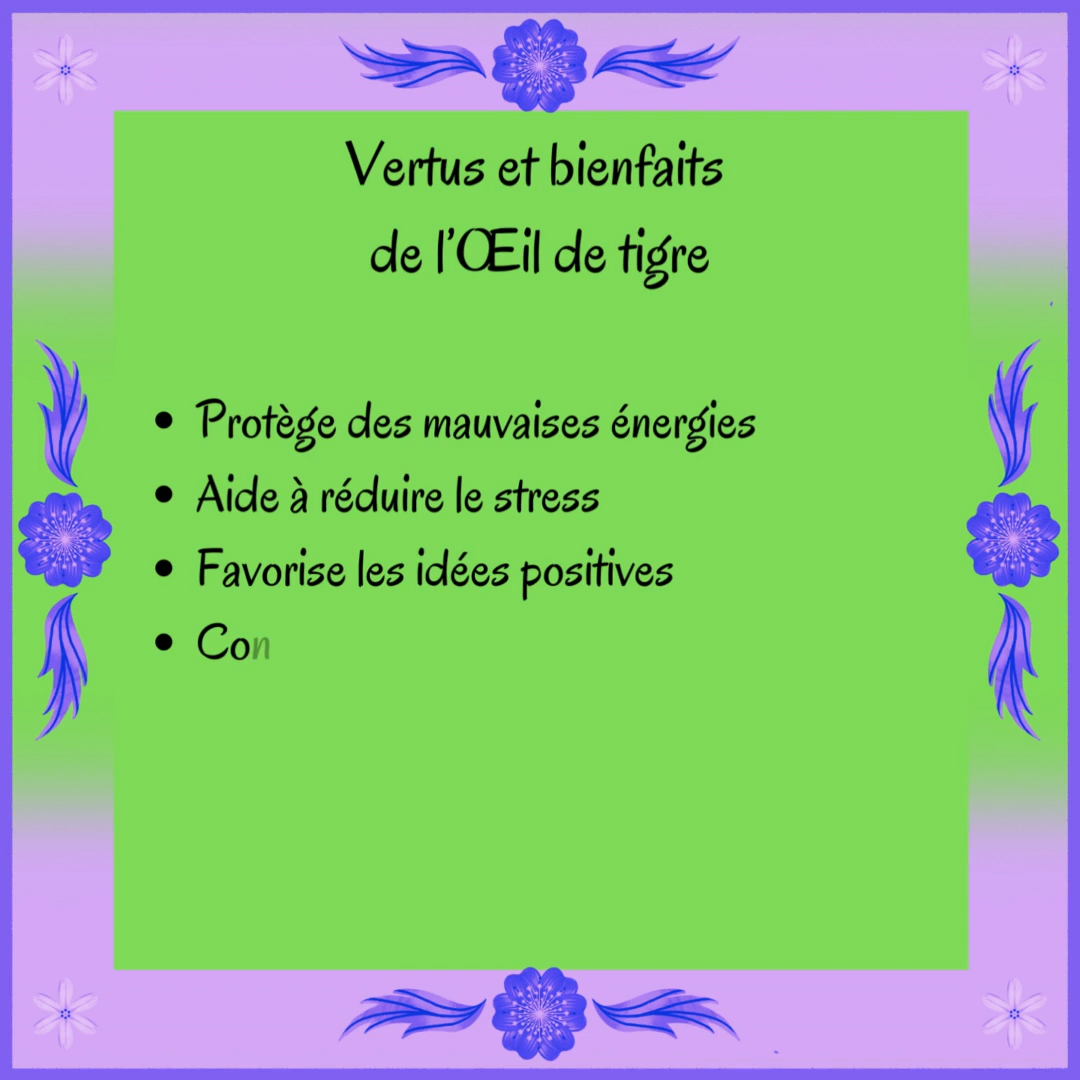 Vertus et bienfaits
de l'Œil de tigre
• Protège des mauvaises énergies
• Aide à réduire le stress
• Favorise les idées positives
• Con